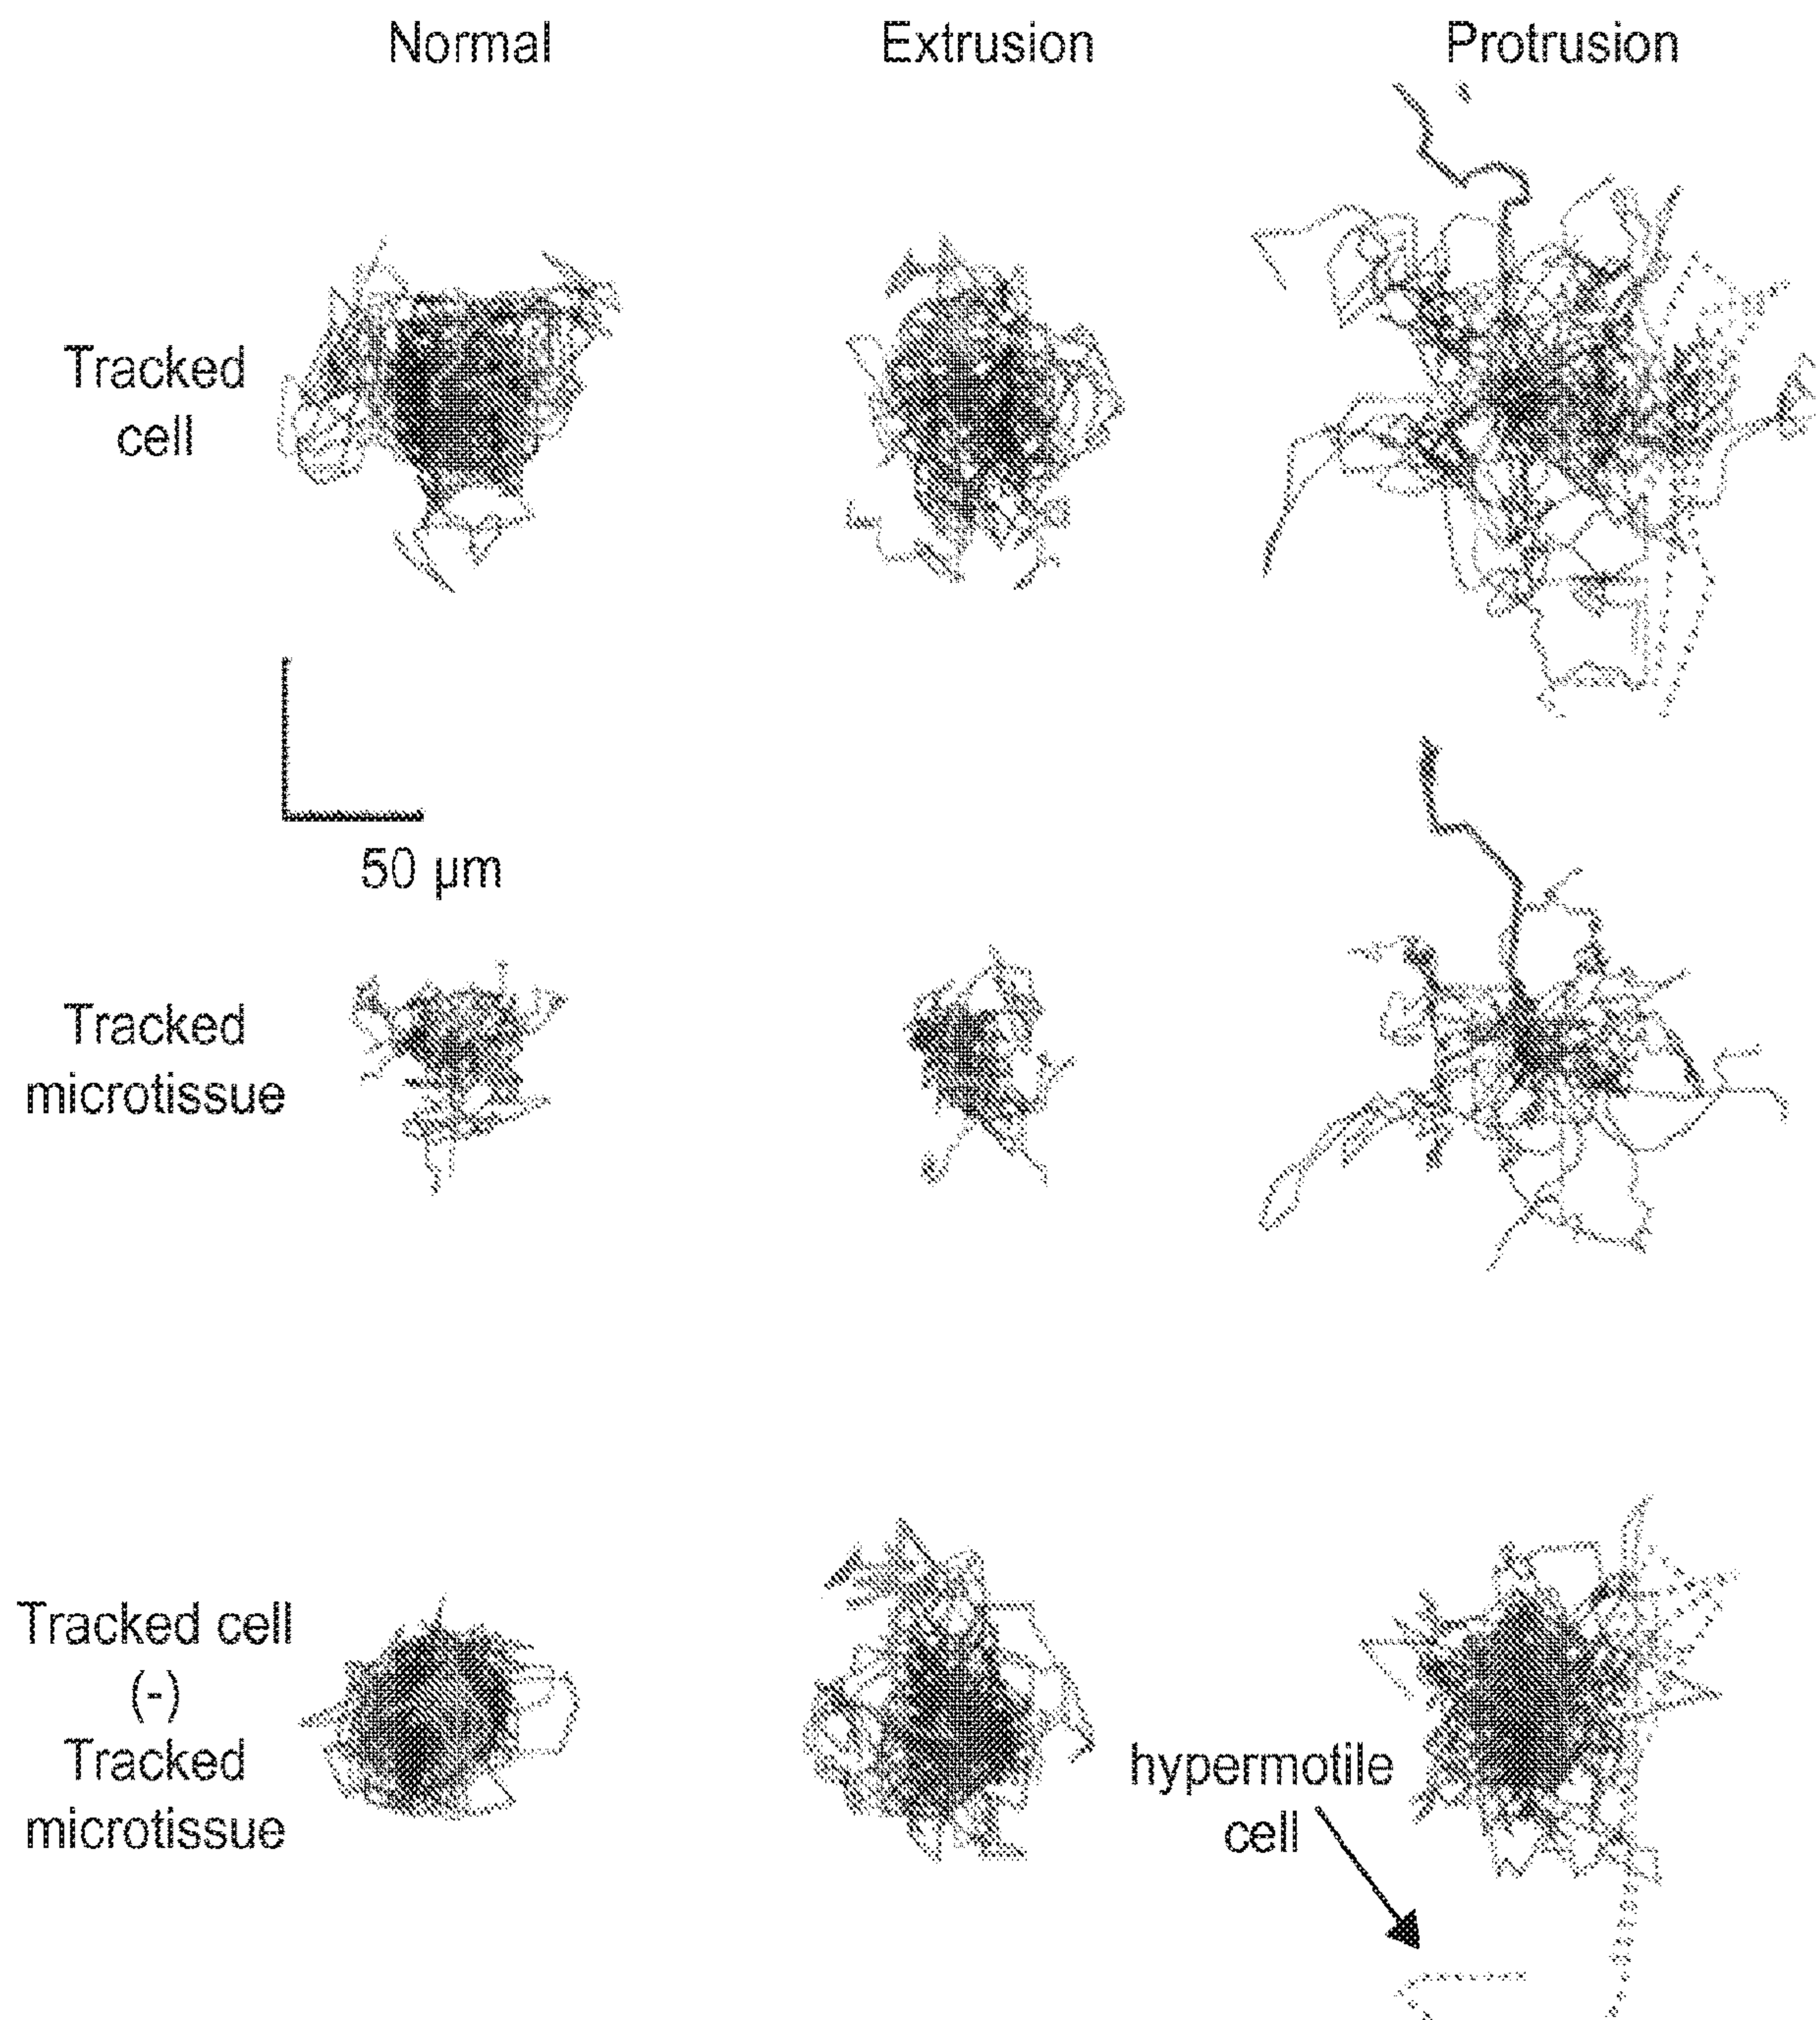 Normal
Extrusion
Protrusion
Tracked
cell
50 µm
Tracked
microtissue
Tracked cell
(-)
Tracked
microtissue
hypermotile
cell